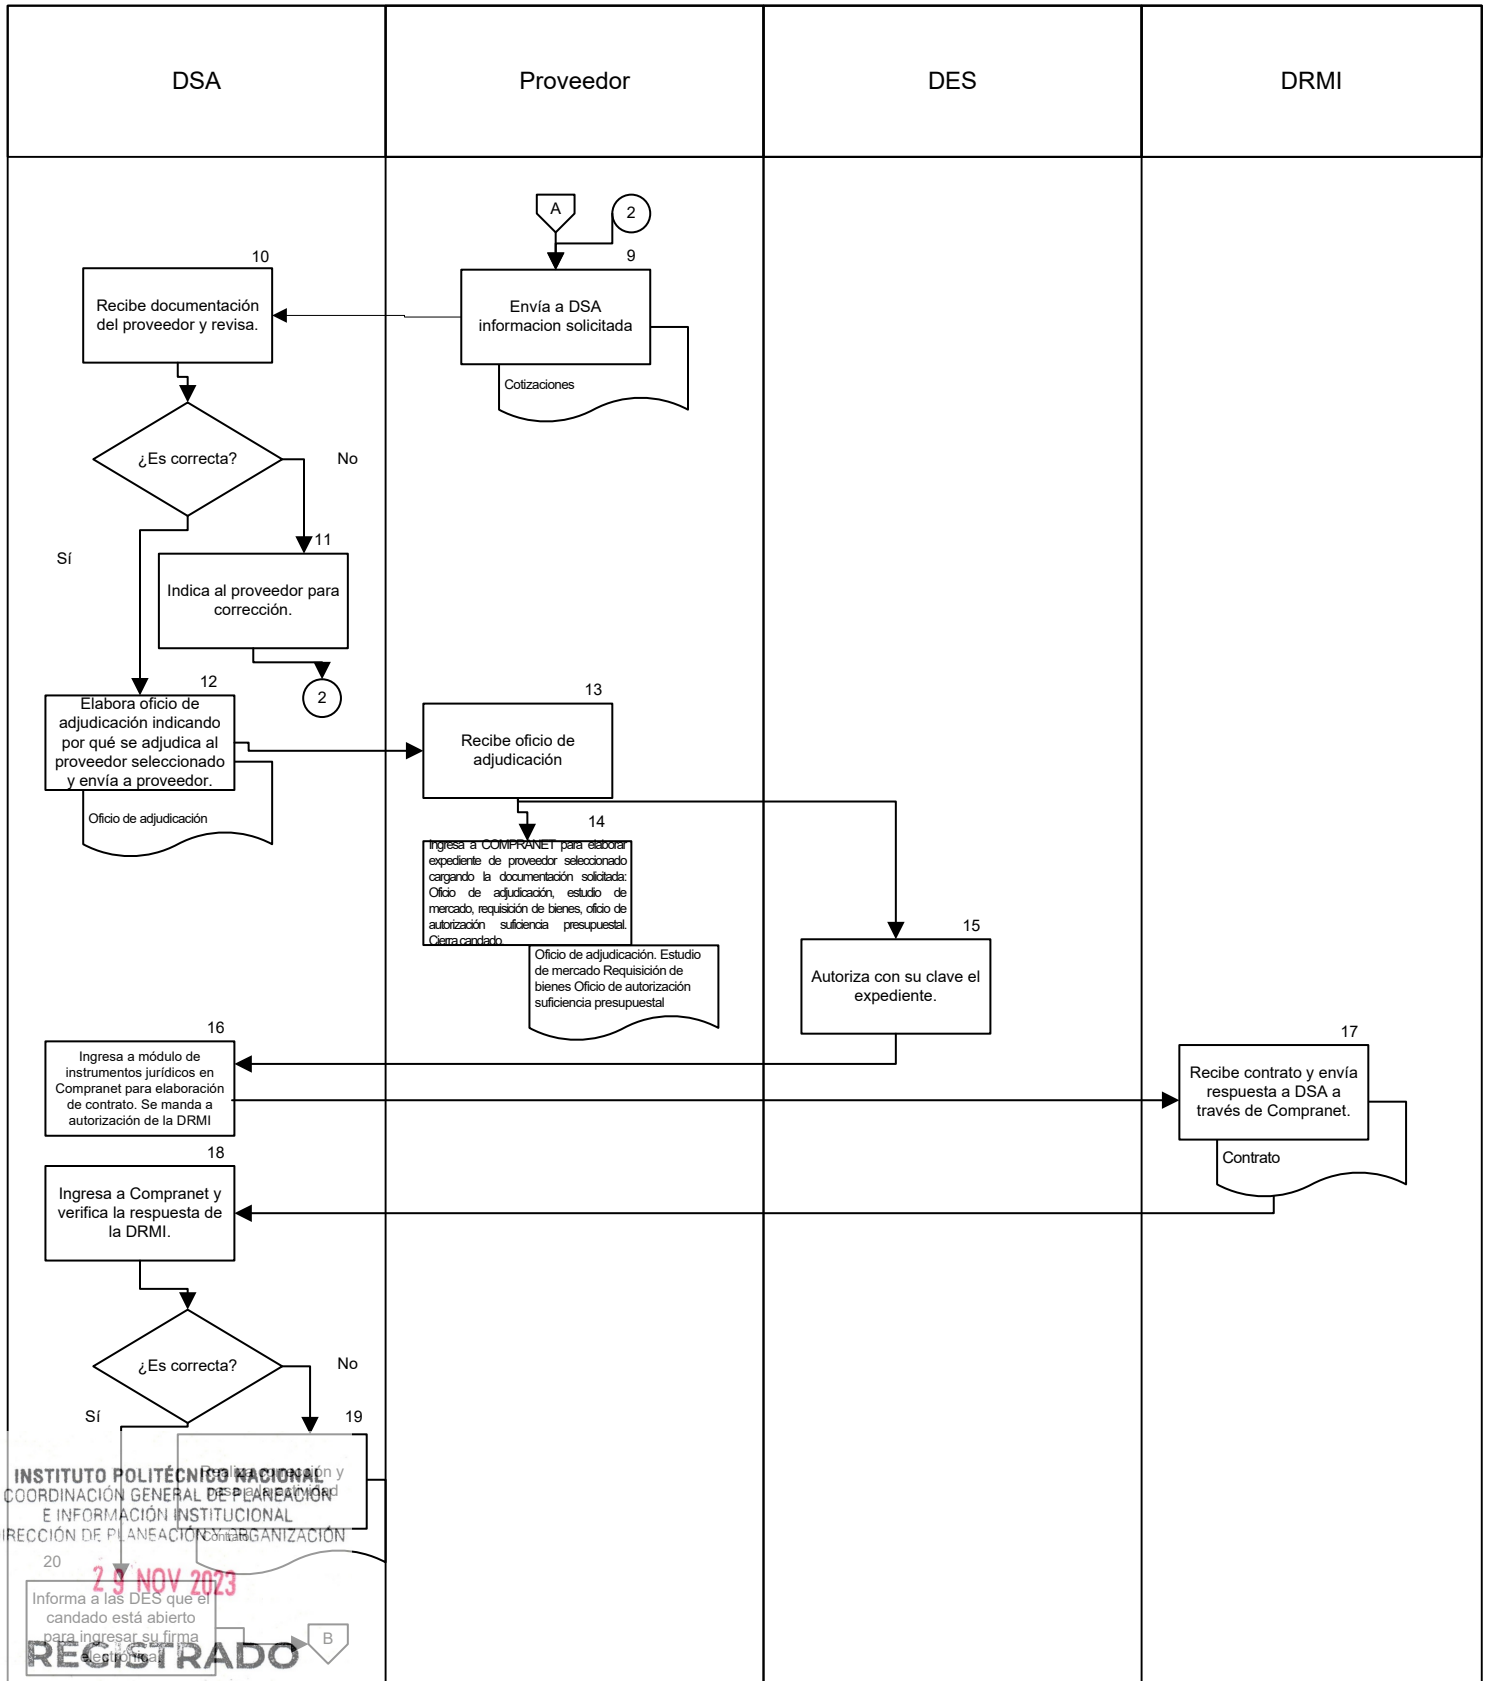 DSA
Proveedor
DES
DRMI
A
2
9
Envía a DSA
informacion solicitada
Cotizaciones
10
Recibe documentación
del proveedor y revisa.
¿Es correcta?
No
Sí
11
Indica al proveedor para
corrección.
2
12
Elabora oficio de
adjudicación indicando
por qué se adjudica al
proveedor seleccionado
y envía a proveedor.
Oficio de adjudicación
13
Recibe oficio de
adjudicación
14
Ingresa a COMPRANET para elaborar
expediente de proveedor seleccionado
cargando la documentación solicitada:
Oficio de adjudicación, estudio de
mercado, requisición de bienes, oficio de
autorización suficiencia presupuestal.
Cierra candado.
Oficio de adjudicación. Estudio
de mercado Requisición de
bienes Oficio de autorización
suficiencia presupuestal
15
Autoriza con su clave el
expediente.
16
Ingresa a módulo de
instrumentos jurídicos en
Compranet para elaboración
de contrato. Se manda a
autorización de la DRMI
17
Recibe contrato y envía
respuesta a DSA a
través de Compranet.
Contrato
18
Ingresa a Compranet y
verifica la respuesta de
la DRMI.
¿Es correcta?
No
Sí
19
Realiza corrección y
pasa a la actividad
Contrato
INSTITUTO POLITÉCNICO NACIONAL
COORDINACIÓN GENERAL DE PLANEACIÓN
E INFORMACIÓN INSTITUCIONAL
DIRECCIÓN DE PLANEACIÓN Y ORGANIZACIÓN
20
29 NOV 2023
Informa a las DES que el
candado está abierto
para ingresar su firma
electrónica.
REGISTRADO
B